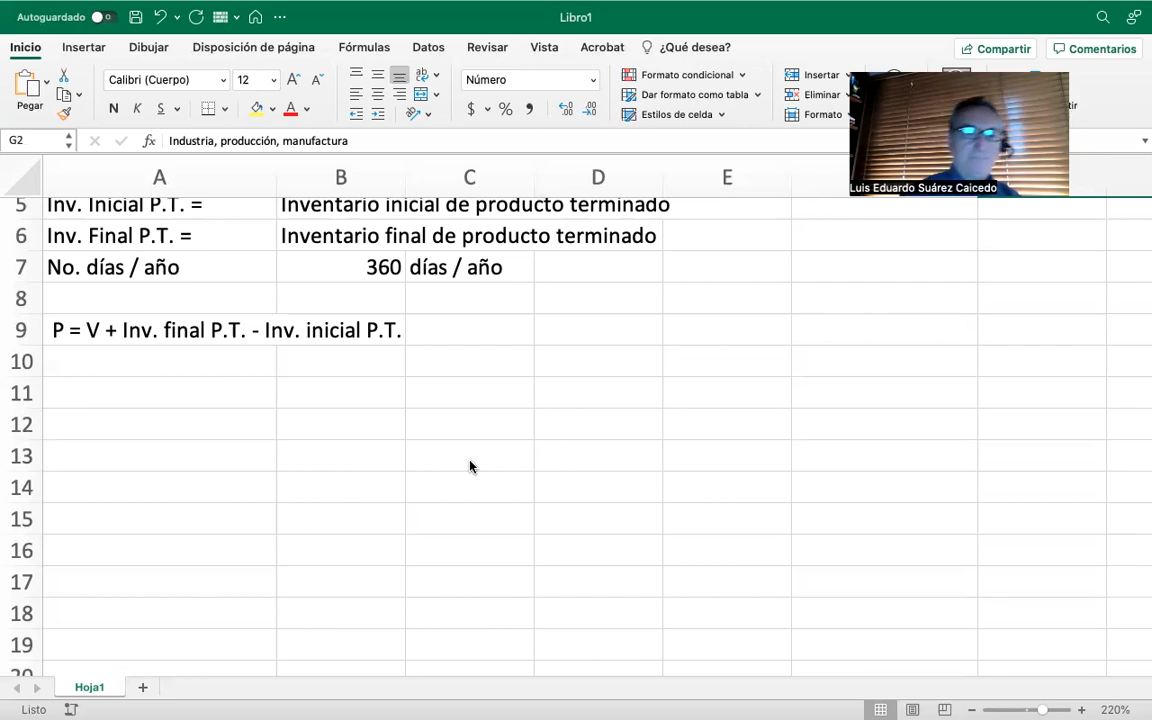 Autoguardado
Libro1
Inicio Insertar Dibujar Disposición de página Fórmulas Datos Revisar Vista Acrobat ¿Qué desea? Compartir Comentarios
Pegar
Calibri (Cuerpo) 12
N K S
A
Número
$ % 
Formato condicional
Dar formato como tabla
Estilos de celda
Insertar
Eliminar
Formato
Luis Eduardo Suárez Caicedo
G2 fx Industria, producción, manufactura
A B C D E
5 Inv. Inicial P.T. = Inventario inicial de producto terminado
6 Inv. Final P.T. = Inventario final de producto terminado
7 No. días / año 360 días / año
8
9 P = V + Inv. final P.T. - Inv. inicial P.T.
10
11
12
13
14
15
16
17
18
19
20
Hoja1
Listo 220%